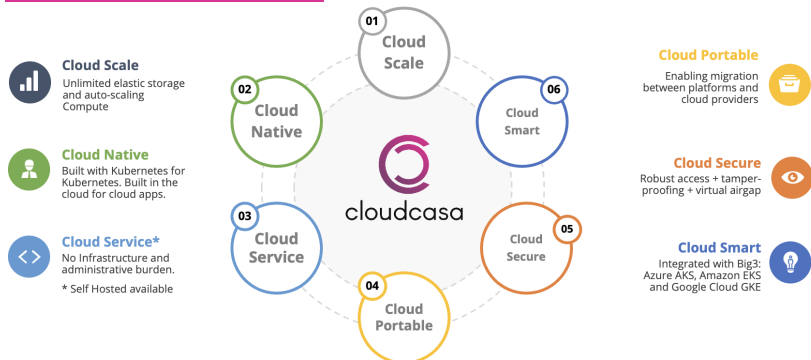 Cloud Scale
Unlimited elastic storage
and auto-scaling
Compute
Cloud Native
Built with Kubernetes for
Kubernetes. Built in the
cloud for cloud apps.
Cloud Service*
No Infrastructure and
administrative burden.
* Self Hosted available
01
Cloud
Scale
02
Cloud
Native
03
Cloud
Service
04
Cloud
Portable
05
Cloud
Secure
06
Cloud
Smart
cloudcasa
Cloud Portable
Enabling migration
between platforms and
cloud providers
Cloud Secure
Robust access + tamper-
proofing + virtual airgap
Cloud Smart
Integrated with Big3:
Azure AKS, Amazon EKS
and Google Cloud GKE